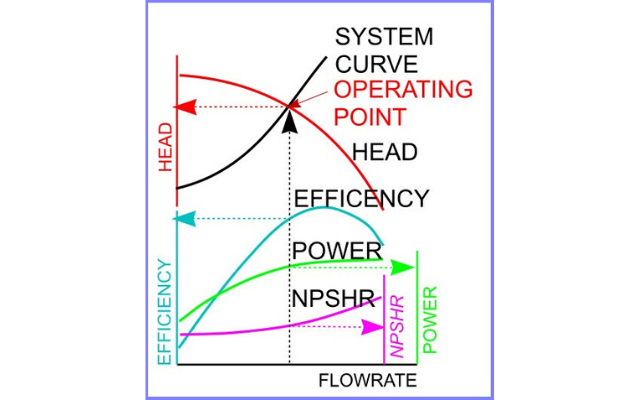 SYSTEM
CURVE
OPERATING
POINT
HEAD
HEAD
EFFICENCY
POWER
NPSHR
EFFICIENCY
NPSHR
POWER
FLOWRATE